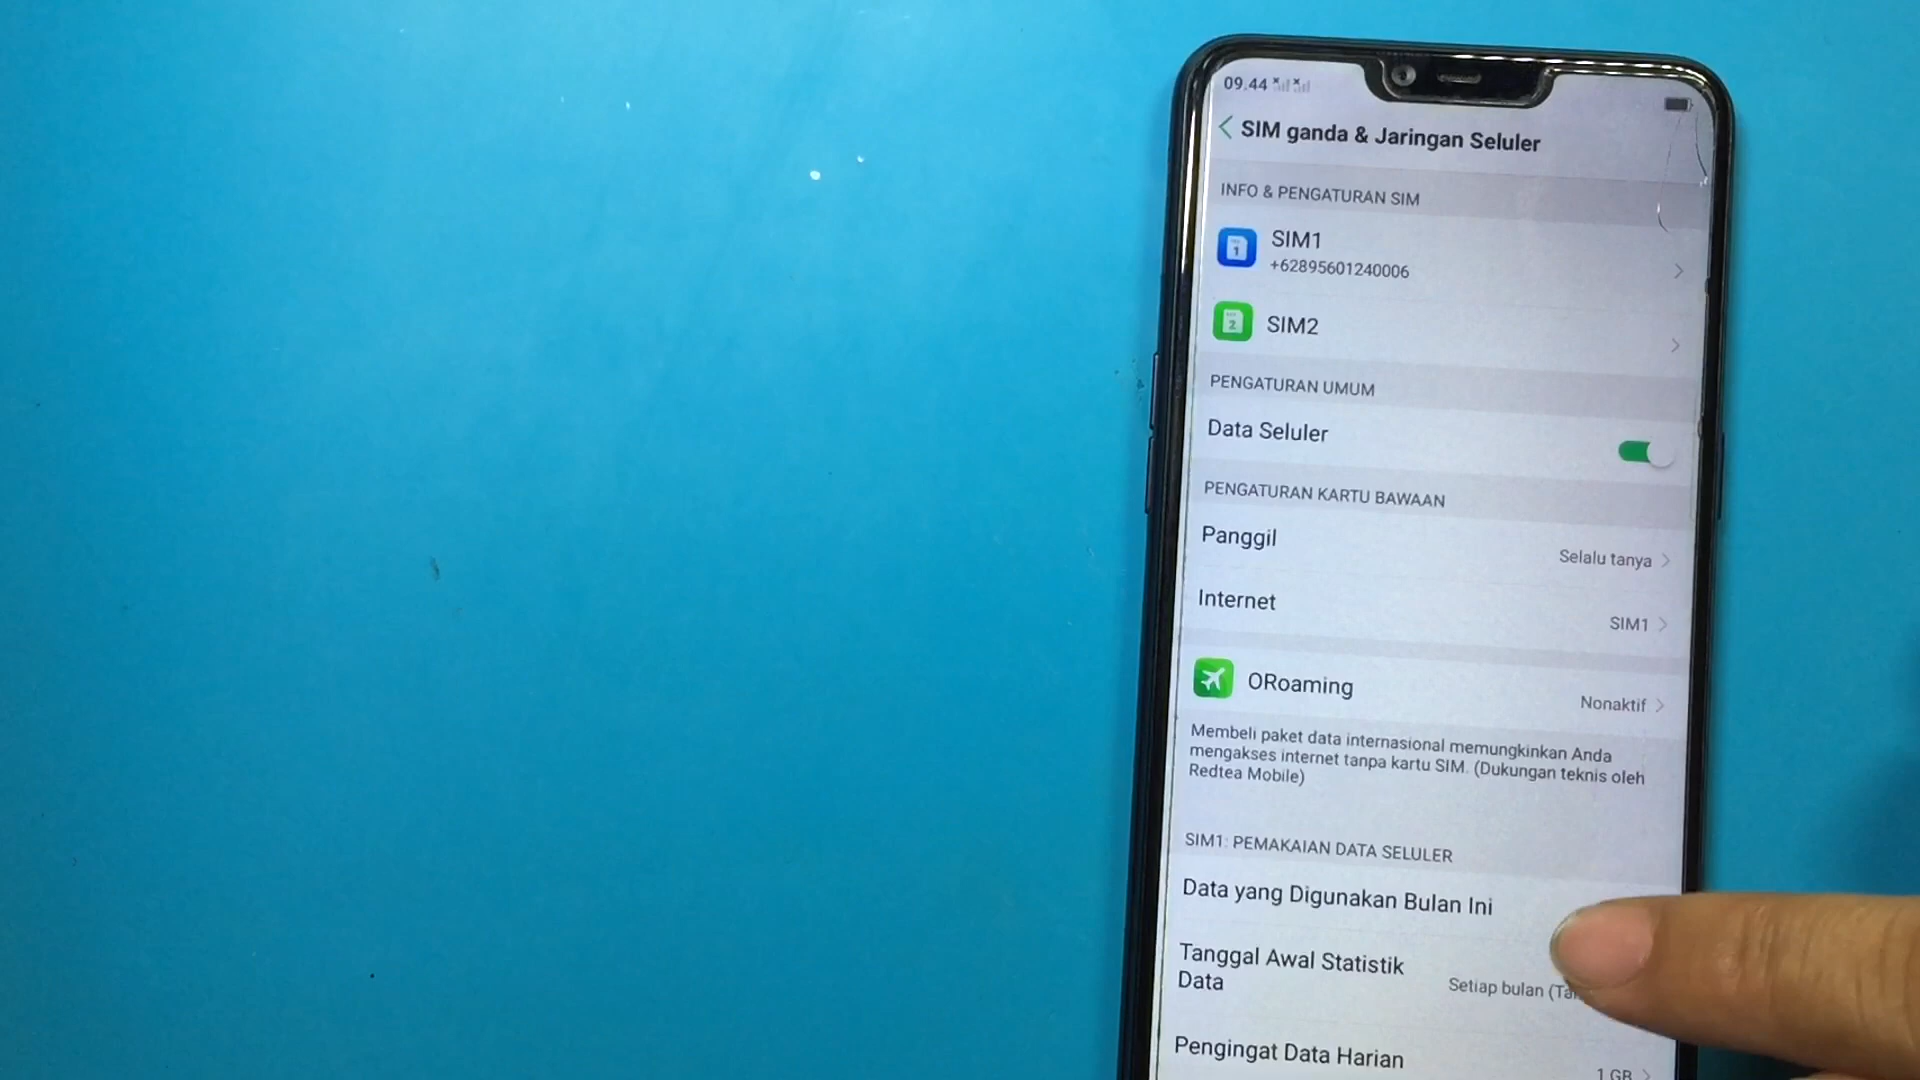 09.44
SIM ganda & Jaringan Seluler
INFO & PENGATURAN SIM
SIM1
+62895601240006
SIM2
PENGATURAN UMUM
Data Seluler
PENGATURAN KARTU BAWAAN
Panggil
Selalu tanya
Internet
SIM1
ORoaming
Nonaktif
Membeli paket data internasional memungkinkan Anda
mengakses internet tanpa kartu SIM. (Dukungan teknis oleh
Redtea Mobile)
SIM1: PEMAKAIAN DATA SELULER
Data yang Digunakan Bulan Ini
Tanggal Awal Statistik
Data
Setiap bulan
Pengingat Data Harian
1 GB